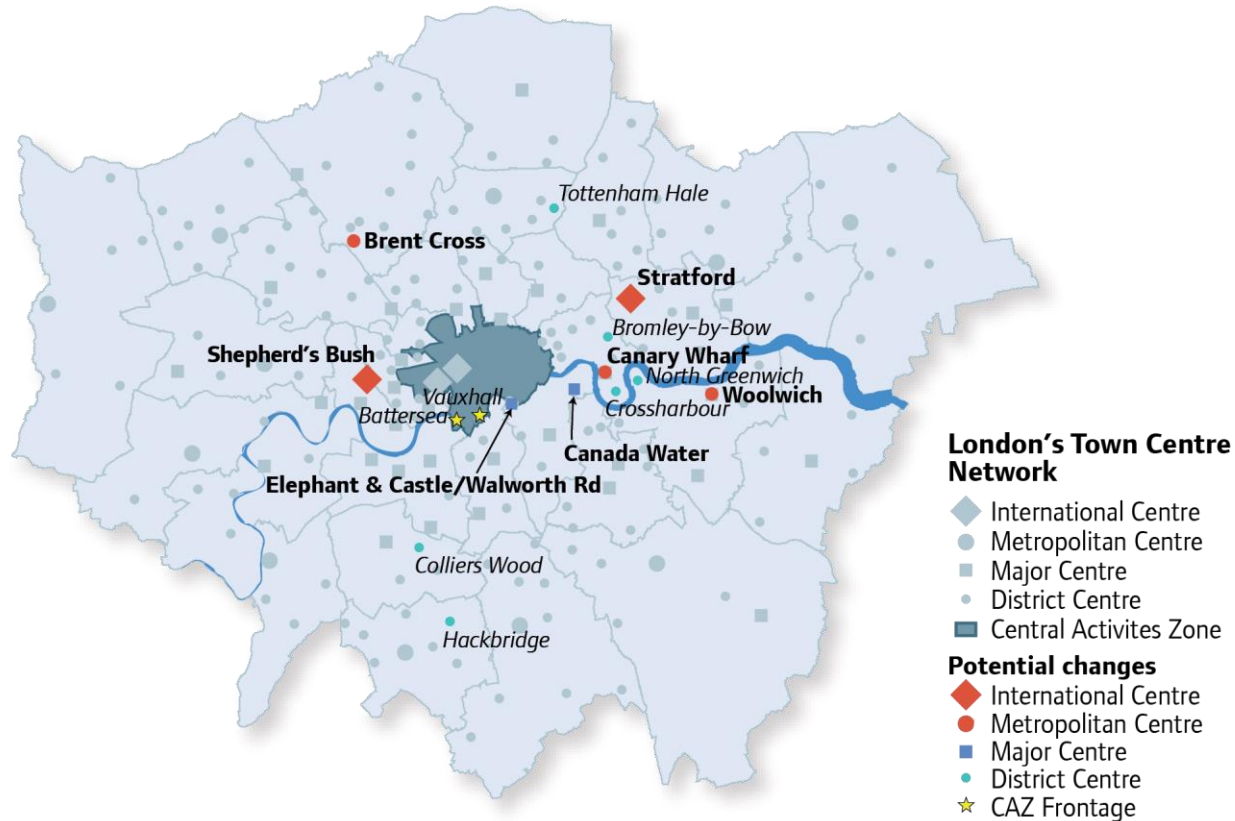 Tottenham Hale
Brent Cross
Stratford
Bromley-by-Bow
Shepherd's Bush
Canary Wharf
North Greenwich
Vauxhall
Woolwich
Battersea
Crossharbour
Canada Water
Elephant & Castle/Walworth Rd
Colliers Wood
Hackbridge
London's Town Centre
Network
International Centre
Metropolitan Centre
Major Centre
District Centre
Central Activites Zone
Potential changes
International Centre
Metropolitan Centre
Major Centre
District Centre
CAZ Frontage